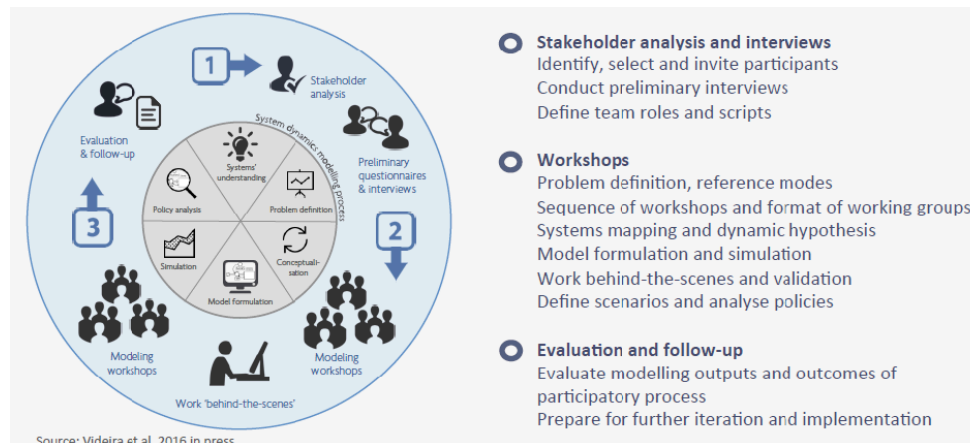 1
Stakeholder
analysis
Evaluation
& follow-up
System dynamics modelling process
Preliminary
questionnaires
& interviews
Systems'
understanding
Policy analysis
Problem definition
3
2
Simulation
Conceptuali-
sation
Model formulation
Modeling
workshops
Modeling
workshops
Work 'behind-the-scenes'
Source: Videira et al. 2016 in press
Stakeholder analysis and interviews
Identify, select and invite participants
Conduct preliminary interviews
Define team roles and scripts
Workshops
Problem definition, reference modes
Sequence of workshops and format of working groups
Systems mapping and dynamic hypothesis
Model formulation and simulation
Work behind-the-scenes and validation
Define scenarios and analyse policies
Evaluation and follow-up
Evaluate modelling outputs and outcomes of
participatory process
Prepare for further iteration and implementation